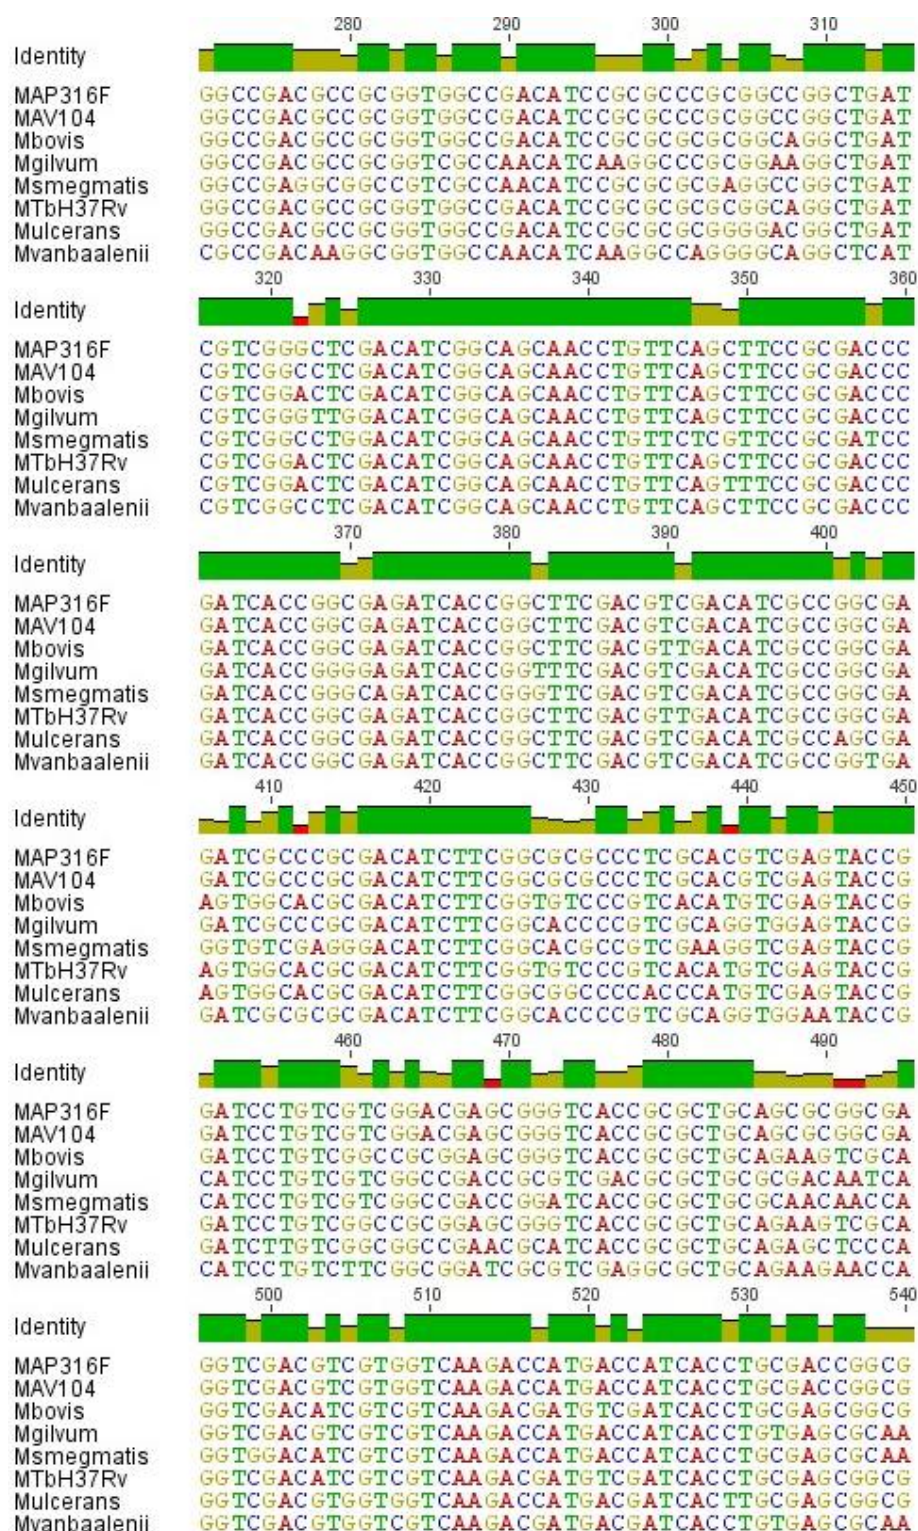 280 290 300 310
Identity
MAP316F GGCCGACGCCGCGGTGGCCGACATCCGCGCCCGCGGCCGGCTGAT
MAV104 GGCCGACGCCGCGGTGGCCGACATCCGCGCCCGCGGCCGGCTGAT
Mbovis GGCCGACGCCGCGGTGGCCGACATCCGCGCGCGCGGCAGGCTGAT
Mgilvum GGCCGACGCCGCGGTCGCCAACATCAAGGCCCGCGGAAGGCTGAT
Msmegmatis GGCCGAGGCGGCCGTCGCCAACATCCGCGCGCGAGGCCGGCTGAT
MTbH37Rv GGCCGACGCCGCGGTGGCCGACATCCGCGCGCGCGGCAGGCTGAT
Mulcerans GGCCGACGCCGCGGTGGCCGACATCCGCGCGCGGGGACGGCTGAT
Mvanbaalenii CGCCGACAAGGCGGTGGCCAACATCAAGGCCAGGGGCAGGCTCAT
320 330 340 350 360
Identity
MAP316F CGTCGGGCTCGACATCGGCAGCAACCTGTTCAGCTTCCGCGACCC
MAV104 CGTCGGCCTCGACATCGGCAGCAACCTGTTCAGCTTCCGCGACCC
Mbovis CGTCGGACTCGACATCGGCAGCAACCTGTTCAGCTTCCGCGACCC
Mgilvum CGTCGGGTTGGACATCGGCAGCAACCTGTTCAGCTTCCGCGACCC
Msmegmatis CGTCGGCCTGGACATCGGCAGCAACCTGTTCTCGTTCCGCGATCC
MTbH37Rv CGTCGGACTCGACATCGGCAGCAACCTGTTCAGCTTCCGCGACCC
Mulcerans CGTCGGACTCGACATCGGCAGCAACCTGTTCAGTTTCCGCGACCC
Mvanbaalenii CGTCGGCCTCGACATCGGCAGCAACCTGTTCAGCTTCCGCGACCC
370 380 390 400
Identity
MAP316F GATCACCGGCGAGATCACCGGCTTCGACGTCGACATCGCCGGCGA
MAV104 GATCACCGGCGAGATCACCGGCTTCGACGTCGACATCGCCGGCGA
Mbovis GATCACCGGCGAGATCACCGGCTTCGACGTTGACATCGCCGGCGA
Mgilvum GATCACCGGGGAGATCACCGGTTTCGACGTCGACATCGCCGGCGA
Msmegmatis GATCACCGGGCAGATCACCGGGTTCGACGTCGACATCGCCGGCGA
MTbH37Rv GATCACCGGCGAGATCACCGGCTTCGACGTTGACATCGCCGGCGA
Mulcerans GATCACCGGCGAGATCACCGGCTTCGACGTCGACATCGCCAGCGA
Mvanbaalenii GATCACCGGCGAGATCACCGGCTTCGACGTCGACATCGCCGGTGA
410 420 430 440 450
Identity
MAP316F GATCGCCCGCGACATCTTCGGCGCGCCCTCGCACGTCGAGTACCG
MAV104 GATCGCCCGCGACATCTTCGGCGCGCCCTCGCACGTCGAGTACCG
Mbovis AGTGGCACGCGACATCTTCGGTGTCCCGTCACATGTCGAGTACCG
Mgilvum GATCGCCCGCGACATCTTCGGCACCCCGTCGCAGGTGGAGTACCG
Msmegmatis GGTGTCGAGGGACATCTTCGGCACGCCGTCGAAGGTCGAGTACCG
MTbH37Rv AGTGGCACGCGACATCTTCGGTGTCCCGTCACATGTCGAGTACCG
Mulcerans AGTGGCACGCGACATCTTCGGCGGCCCCACCCATGTCGAGTACCG
Mvanbaalenii GATCGCGCGCGACATCTTCGGCACCCCGTCGCAGGTGGAATACCG
460 470 480 490
Identity
MAP316F GATCCTGTCGTCGGACGAGCGGGTCACCGCGCTGCAGCGCGGCGA
MAV104 GATCCTGTCGTCGGACGAGCGGGTCACCGCGCTGCAGCGCGGCGA
Mbovis GATCCTGTCGGCCGCGGAGCGGGTCACCGCGCTGCAGAAGTCGCA
Mgilvum CATCCTGTCGTCGGCCGACCGCGTCGACGCGCTGCGCGACAATCA
Msmegmatis CATCCTGTCGTCGGCCGACCGGATCACCGCGCTGCGCAACAACCA
MTbH37Rv GATCCTGTCGGCCGCGGAGCGGGTCACCGCGCTGCAGAAGTCGCA
Mulcerans GATCTTGTCGGCGGCCGAACGCATCACCGCGCTGCAGAGCTCCCA
Mvanbaalenii CATCCTGTCTTCGGCGGATCGCGTCGAGGCGCTGCAGAAGAACCA
500 510 520 530 540
Identity
MAP316F GGTCGACGTCGTGGTCAAGACCATGACCATCACCTGCGACCGGCG
MAV104 GGTCGACGTCGTGGTCAAGACCATGACCATCACCTGCGACCGGCG
Mbovis GGTCGACATCGTCGTCAAGACGATGTCGATCACCTGCGAGCGGCG
Mgilvum GGTCGACGTCGTCGTCAAGACCATGACCATCACCTGTGAGCGCAA
Msmegmatis GGTGGACATCGTCGTCAAGACCATGACCATCACCTGCGAGCGCAA
MTbH37Rv GGTCGACATCGTCGTCAAGACGATGTCGATCACCTGCGAGCGGCG
Mulcerans GGTCGACGTGGTGGTCAAGACCATGACGATCACTTGCGAGCGGCG
Mvanbaalenii GGTCGACGTGGTCGTCAAGACGATGACGATCACCTGTGAGCGCAA